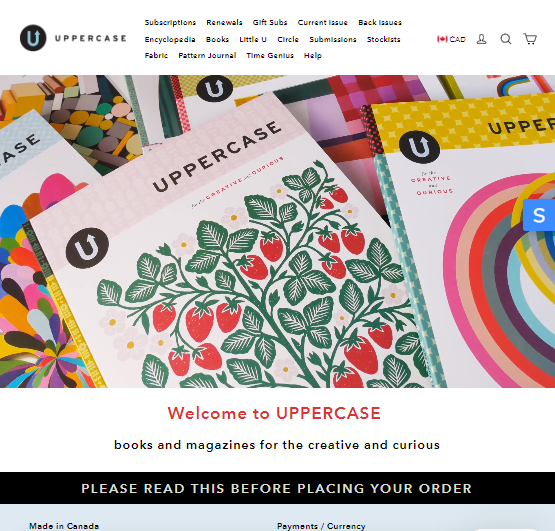 UPPERCASE
Subscriptions Renewals Gift Subs Current Issue Back Issues
Encyclopedia Books Little U Circle Submissions Stockists
Fabric Pattern Journal Time Genius Help
CAD
UPPERCASE
for the CREATIVE and CURIOUS
ASE
UPPER
for the
CREATIVE
and
CURIOUS
S
Welcome to UPPERCASE
books and magazines for the creative and curious
PLEASE READ THIS BEFORE PLACING YOUR ORDER
Made in Canada Payments / Currency